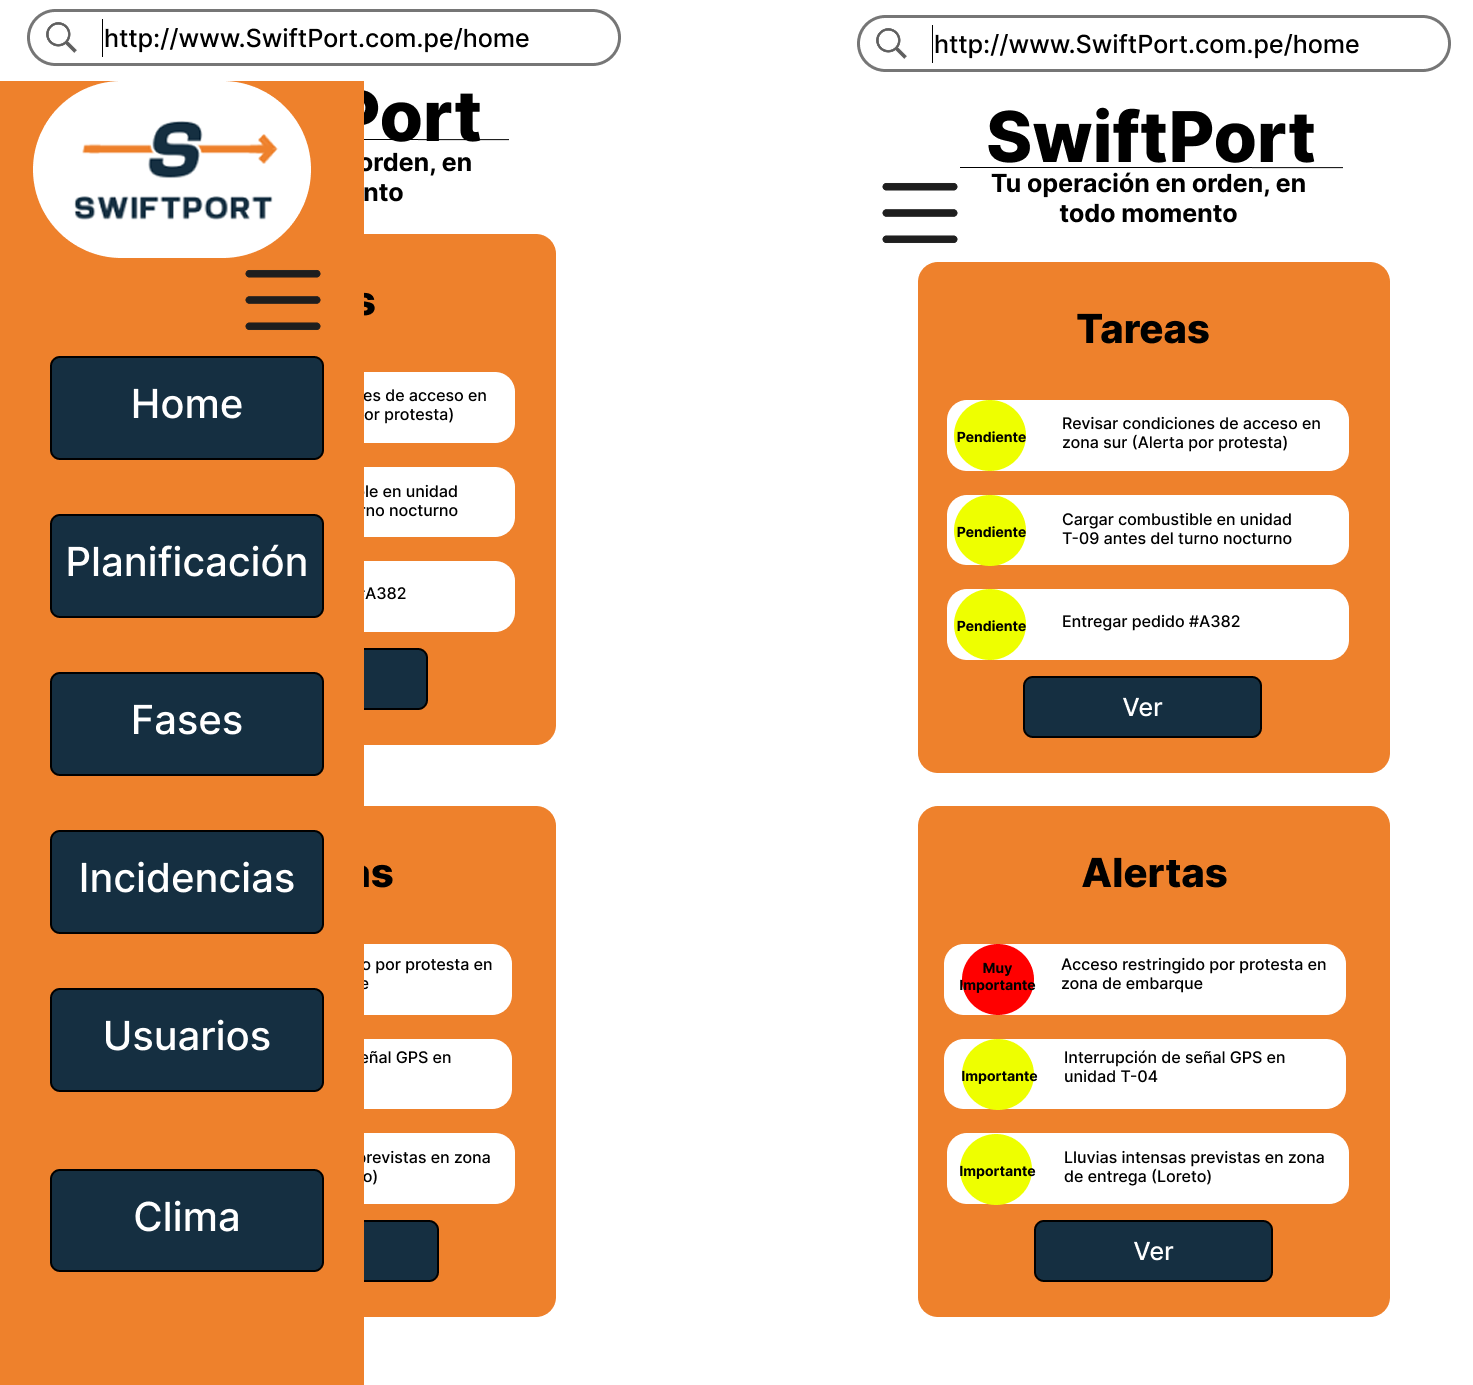 http://www.SwiftPort.com.pe/home
SWIFTPORT
Home
Planificación
Fases
Incidencias
Usuarios
Clima
Port
orden, en
nto
s
es de acceso en
or protesta)
le en unidad
no nocturno
A382
as
o por protesta en
e
eñal GPS en
revistas en zona
o)
http://www.SwiftPort.com.pe/home
SwiftPort
Tu operación en orden, en
todo momento
Tareas
Pendiente
Revisar condiciones de acceso en
zona sur (Alerta por protesta)
Pendiente
Cargar combustible en unidad
T-09 antes del turno nocturno
Pendiente
Entregar pedido #A382
Ver
Alertas
Muy
Importante
Acceso restringido por protesta en
zona de embarque
Importante
Interrupción de señal GPS en
unidad T-04
Importante
Lluvias intensas previstas en zona
de entrega (Loreto)
Ver